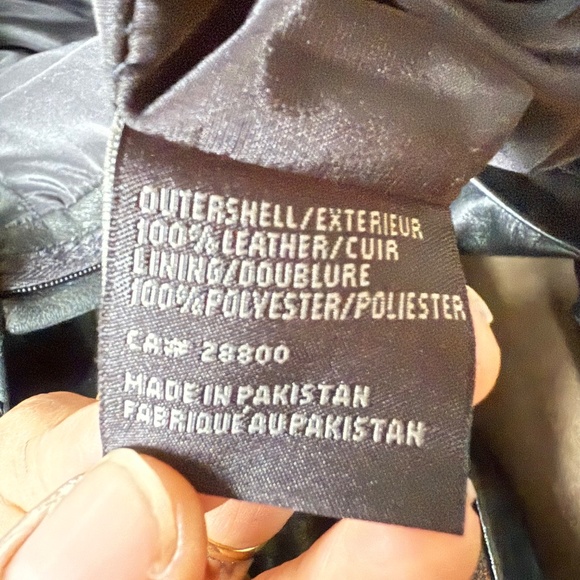 OUTERSHELL/EXTERIEUR
100%LEATHER/CUIR
LINING/DOUBLURE
100%POLYESTER/POLIESTER
CA# 28800
MADE IN PAKISTAN
FABRIQUÉ AU PAKISTAN